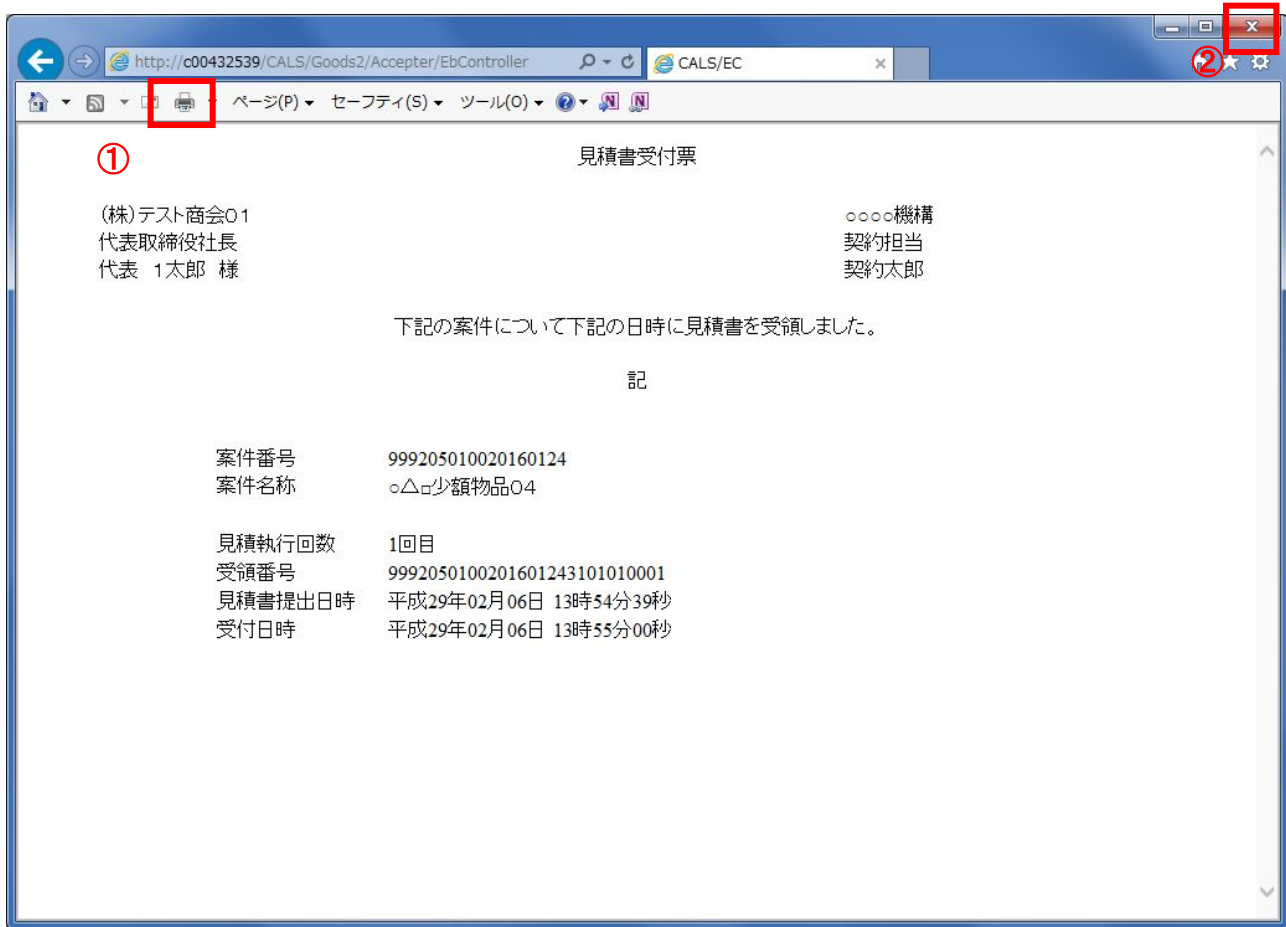 http://c00432539/CALS/Goods2/Accepter/EbController
CALS/EC
②
ページ(P) セーフティ(S) ツール(O)
①
見積書受付票
(株)テスト商会01
○○○○機構
代表取締役社長
契約担当
代表 1太郎 様
契約太郎
下記の案件について下記の日時に見積書を受領しました。
記
案件番号 999205010020160124
案件名称 ○△□少額物品04
見積執行回数 1回目
受領番号 9992050100201601243101010001
見積書提出日時 平成29年02月06日 13時54分39秒
受付日時 平成29年02月06日 13時55分00秒